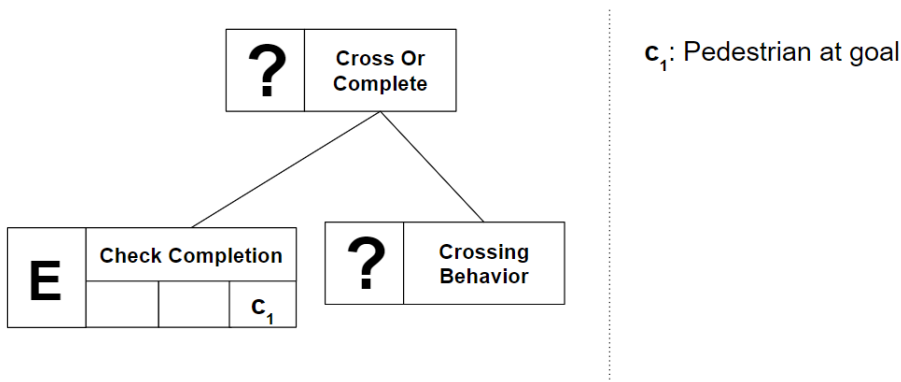 ?
Cross Or
Complete
c₁: Pedestrian at goal
E
Check Completion
c₁
?
Crossing
Behavior